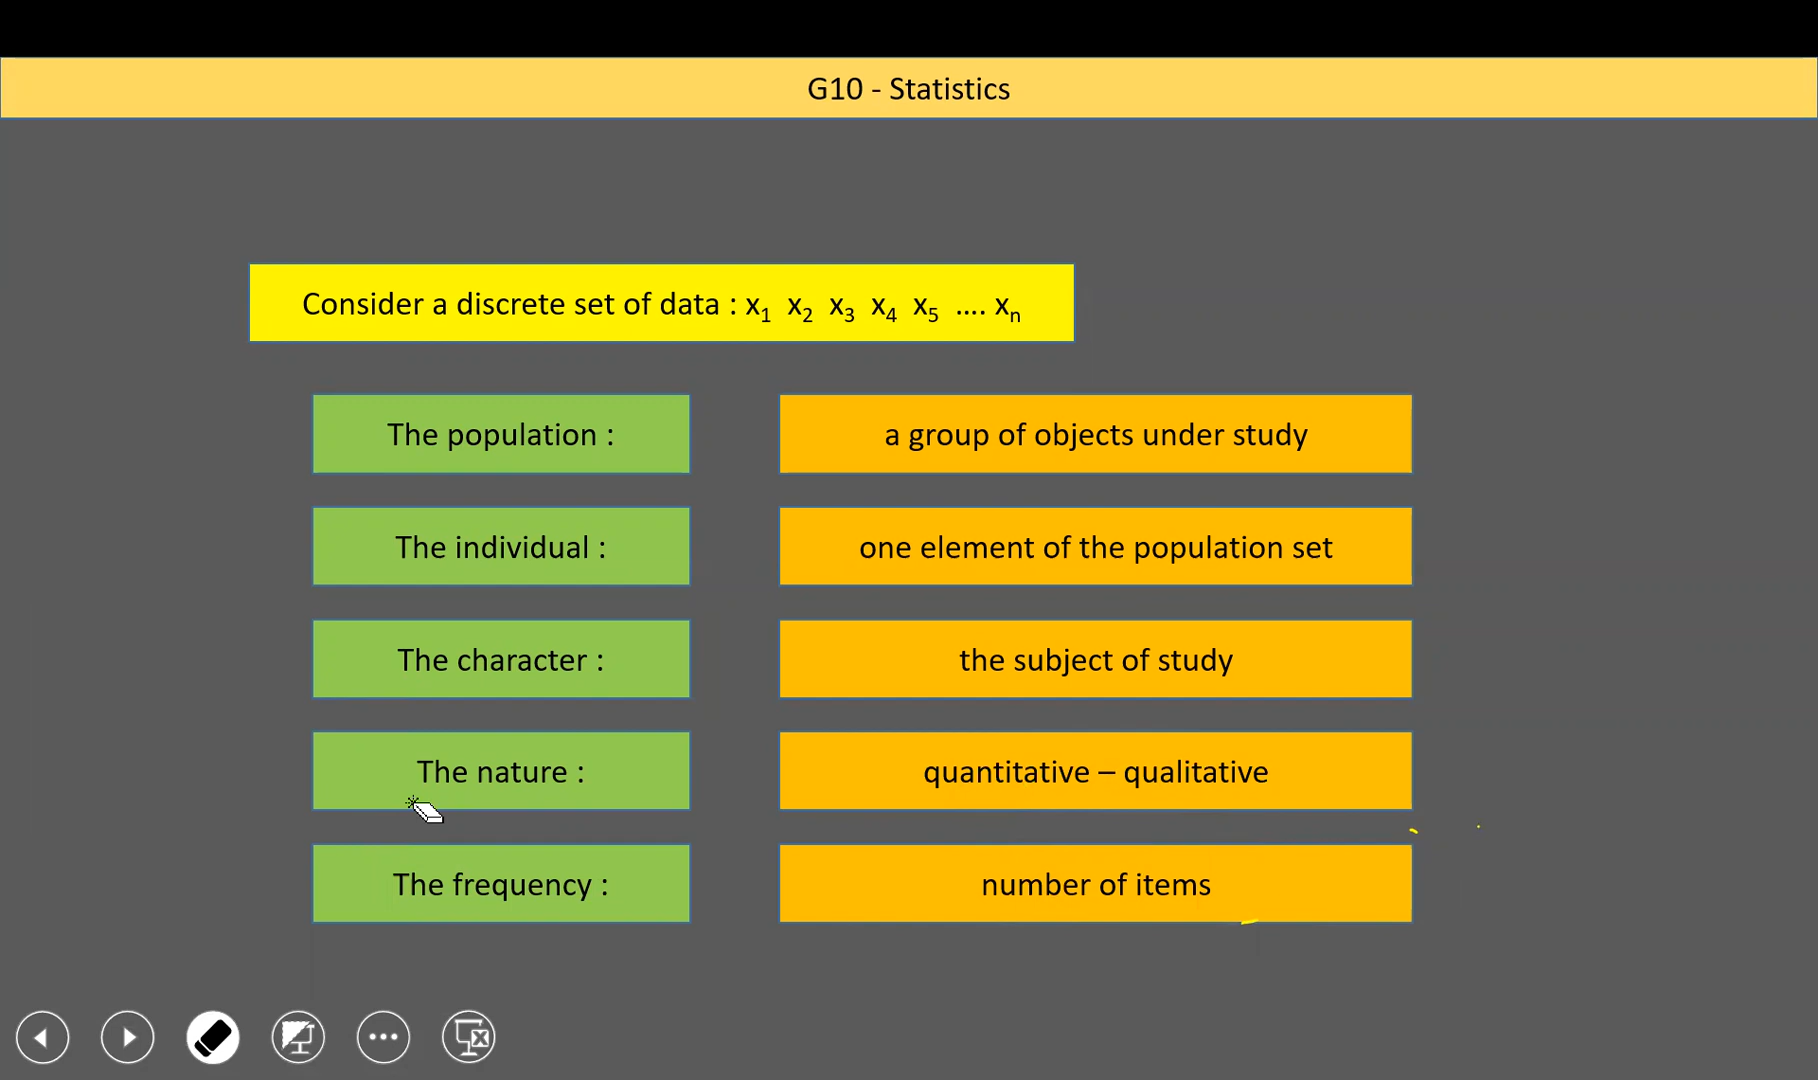 G10 - Statistics
Consider a discrete set of data : x₁ x₂ x₃ x₄ x₅ .... xₙ
The population :
a group of objects under study
The individual :
one element of the population set
The character :
the subject of study
The nature :
quantitative – qualitative
The frequency :
number of items